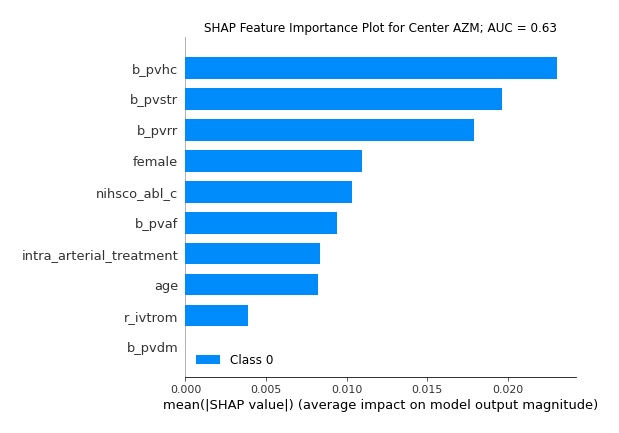 SHAP Feature Importance Plot for Center AZM; AUC = 0.63
b_pvhc
b_pvstr
b_pvrr
female
nihsco_abl_c
b_pvaf
intra_arterial_treatment
age
r_ivtrom
b_pvdm
Class 0
0.000 0.005 0.010 0.015 0.020
mean(|SHAP value|) (average impact on model output magnitude)